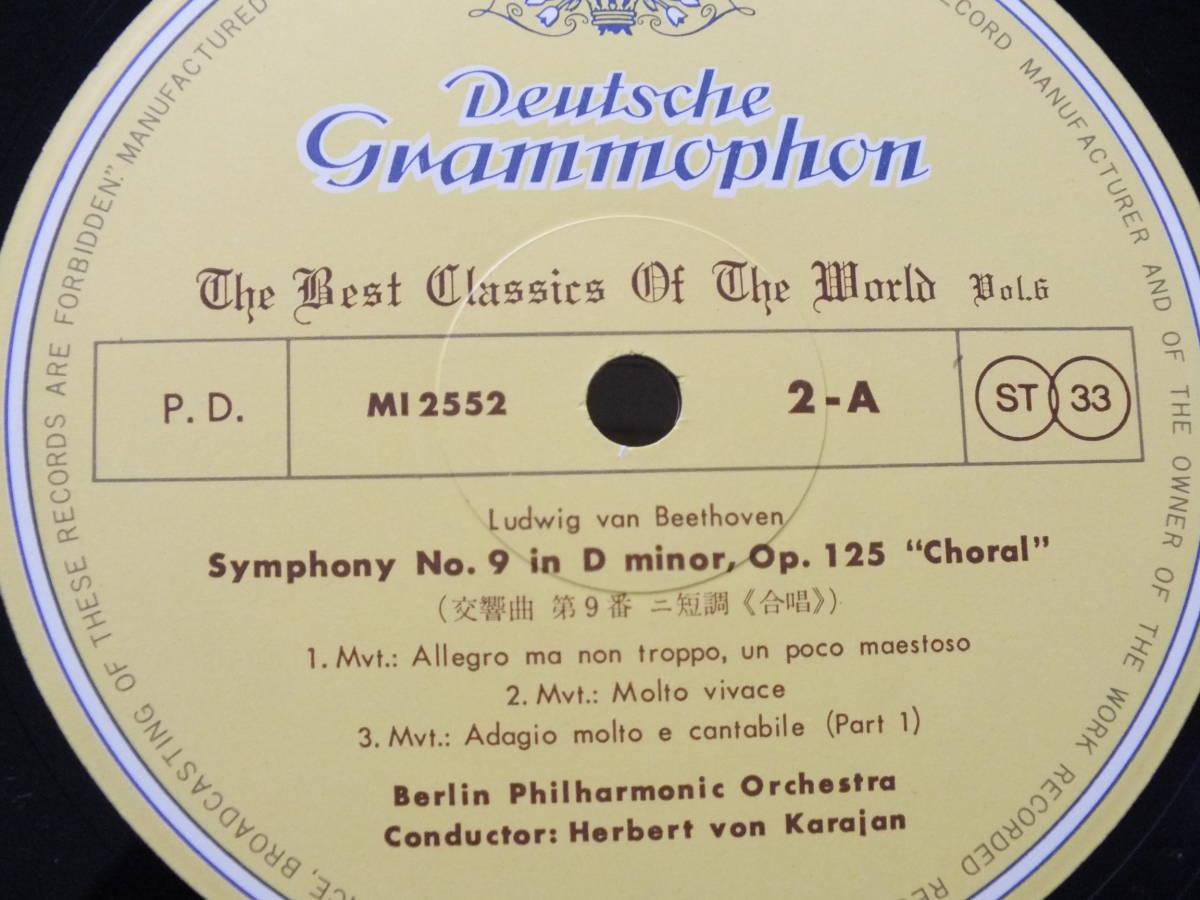 Deutsche
Grammophon
The Best Classics Of The World Vol.6
P. D. MI 2552 2-A ST 33
Ludwig van Beethoven
Symphony No. 9 in D minor, Op. 125 “Choral”
(交響曲 第9番 ニ短調《合唱》)
1. Mvt.: Allegro ma non troppo, un poco maestoso
2. Mvt.: Molto vivace
3. Mvt.: Adagio molto e cantabile (Part 1)
Berlin Philharmonic Orchestra
Conductor: Herbert von Karajan
RECORD MANUFACTURER AND OF THE OWNER OF THE WORK RECORDED
BROADCASTING OF THESE RECORDS ARE FORBIDDEN.” MANUFACTURED